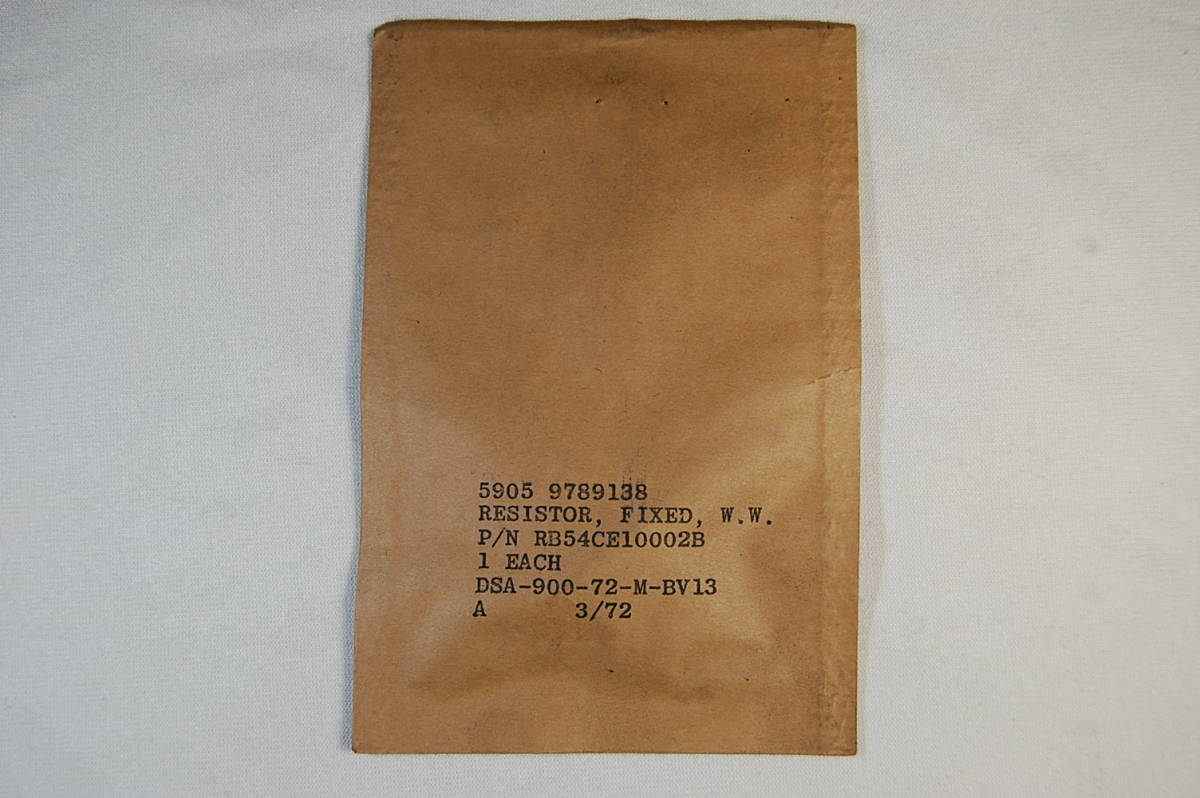 5905 9789138
RESISTOR, FIXED, W.W.
P/N RB54CE10002B
1 EACH
DSA-900-72-M-BV13
A 3/72